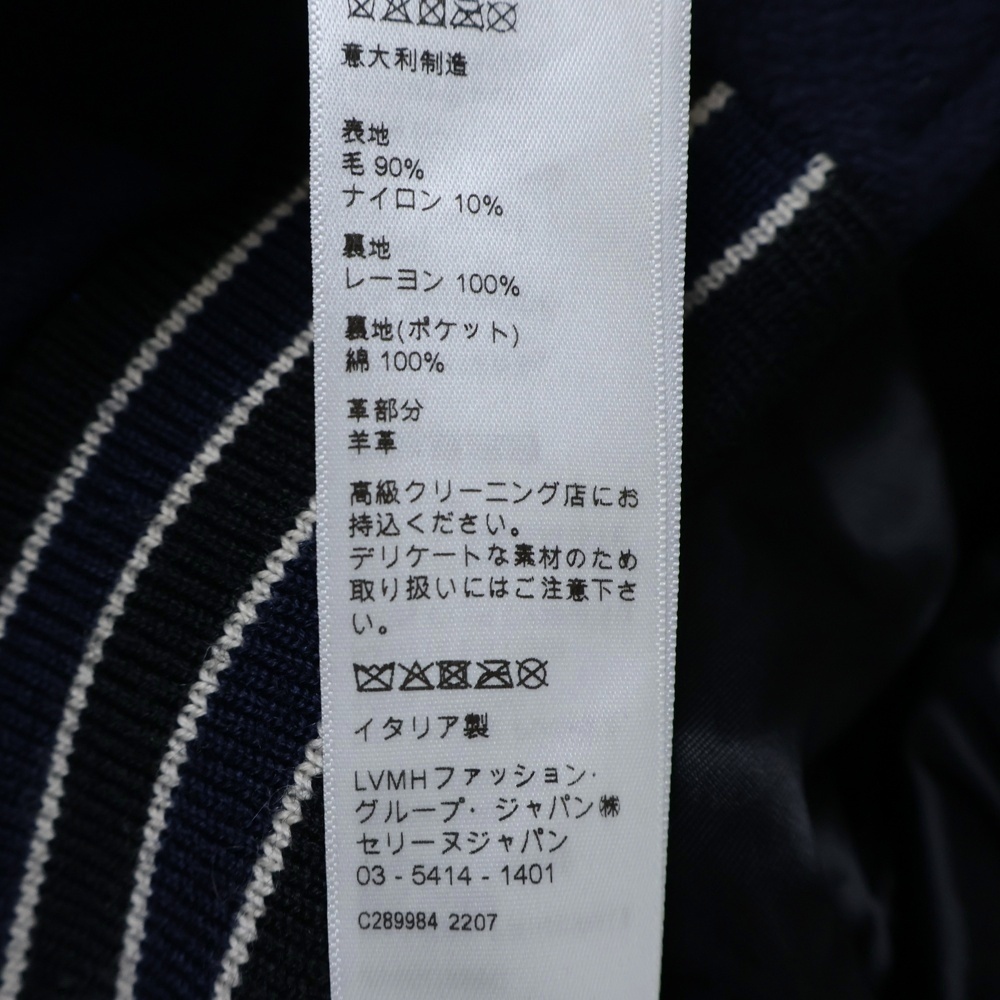 意大利制造
表地
毛 90%
ナイロン 10%
裏地
レーヨン 100%
裏地(ポケット)
綿 100%
革部分
羊革
高級クリーニング店にお
持込ください。
デリケートな素材のため
取り扱いにはご注意下さ
い。
イタリア製
LVMHファッション·
グループ· ジャパン㈱
セリーヌジャパン
03 - 5414 - 1401
C289984 2207